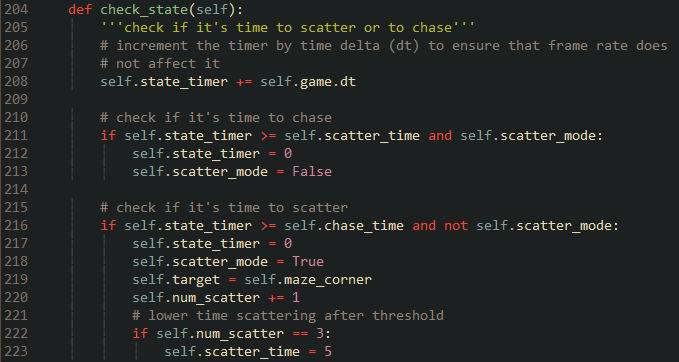 204     def check_state(self):
205         '''check if it's time to scatter or to chase'''
206         # increment the timer by time delta (dt) to ensure that frame rate does
207         # not affect it
208         self.state_timer += self.game.dt
209
210         # check if it's time to chase
211         if self.state_timer >= self.scatter_time and self.scatter_mode:
212             self.state_timer = 0
213             self.scatter_mode = False
214
215         # check if it's time to scatter
216         if self.state_timer >= self.chase_time and not self.scatter_mode:
217             self.state_timer = 0
218             self.scatter_mode = True
219             self.target = self.maze_corner
220             self.num_scatter += 1
221             # lower time scattering after threshold
222             if self.num_scatter == 3:
223                 self.scatter_time = 5